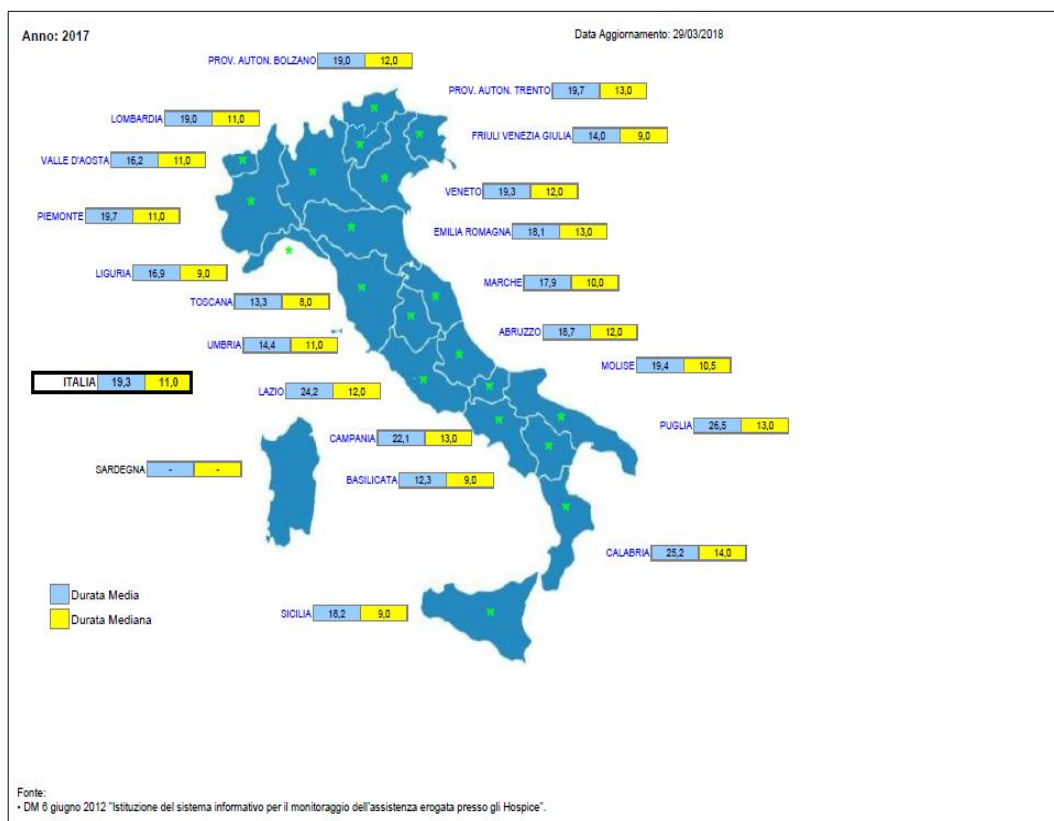 Anno: 2017
Data Aggiornamento: 29/03/2018
PROV. AUTON. BOLZANO 19,0 12,0
PROV. AUTON. TRENTO 19,7 13,0
LOMBARDIA 19,0 11,0
FRIULI VENEZIA GIULIA 14,0 9,0
VALLE D'AOSTA 16,2 11,0
VENETO 19,3 12,0
PIEMONTE 19,7 11,0
EMILIA ROMAGNA 18,1 13,0
LIGURIA 16,9 9,0
MARCHE 17,9 10,0
TOSCANA 13,3 8,0
ABRUZZO 18,7 12,0
UMBRIA 14,4 11,0
MOLISE 19,4 10,5
ITALIA 19,3 11,0
LAZIO 24,2 12,0
PUGLIA 26,5 13,0
CAMPANIA 22,1 13,0
SARDEGNA - -
BASILICATA 12,3 9,0
CALABRIA 25,2 14,0
Durata Media
SICILIA 18,2 9,0
Durata Mediana
Fonte:
• DM 6 giugno 2012 "Istituzione del sistema informativo per il monitoraggio dell'assistenza erogata presso gli Hospice".